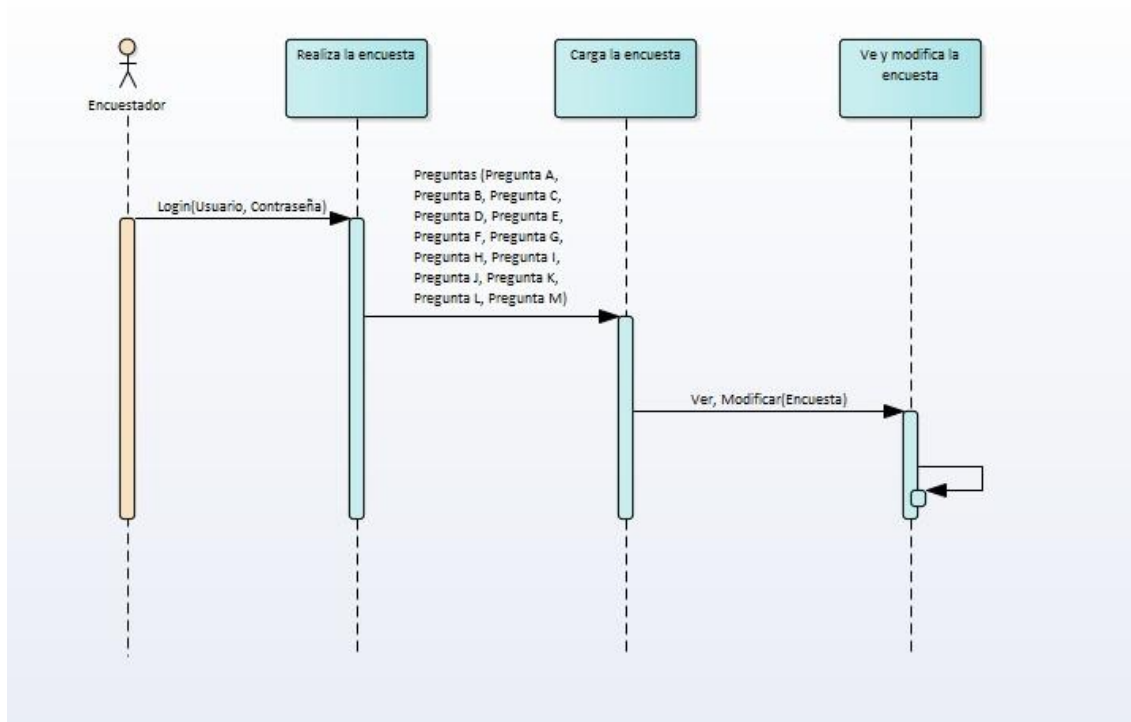 Realiza la encuesta
Carga la encuesta
Ve y modifica la
encuesta
Encuestador
Preguntas (Pregunta A,
Pregunta B, Pregunta C,
Pregunta D, Pregunta E,
Pregunta F, Pregunta G,
Pregunta H, Pregunta I,
Pregunta J, Pregunta K,
Pregunta L, Pregunta M)
Login(Usuario, Contraseña)
Ver, Modificar(Encuesta)